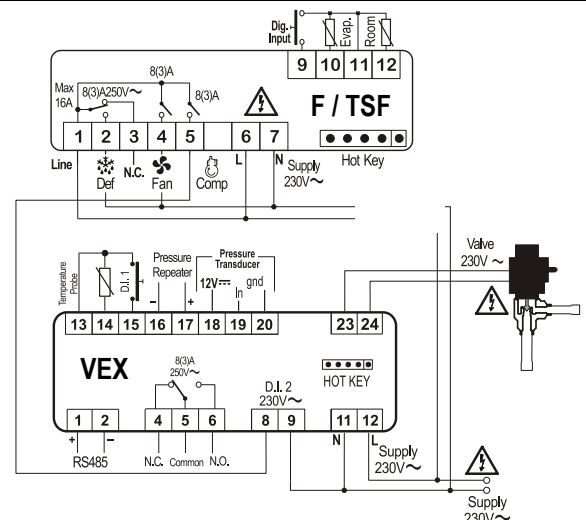 Dig.
Input
Evap.
Room
9 10 11 12
8(3)A
Max
16A
8(3)A250V~
8(3)A
F / TSF
1 2 3 4 5 6 7
Line
Def
N.C.
Fan
Comp
L
N
Supply
230V~
Hot Key
Temperature
Probe
D.I. 1
Pressure
Repeater
- +
Pressure
Transducer
12V
In
gnd
Valve
230V ~
13 14 15 16 17 18 19 20 23 24
VEX
8(3)A
250V~
D.I. 2
230V~
HOT KEY
1 2 4 5 6 8 9 11 12
+ -
RS485
N.C. Common N.O.
N
L
Supply
230V~
Supply
230V~